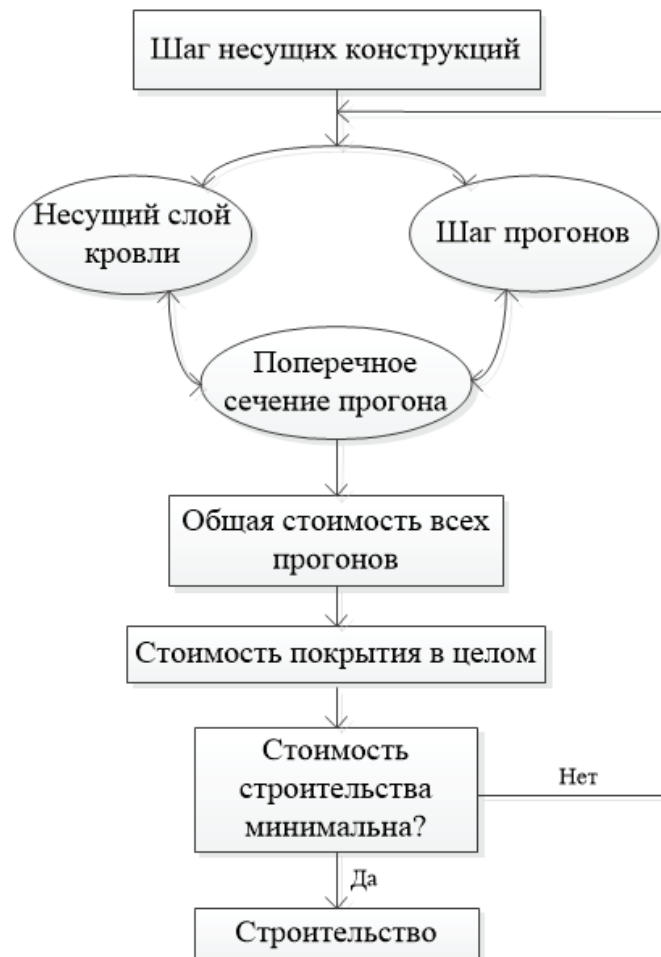 Шаг несущих конструкций
Несущий слой
кровли
Шаг прогонов
Поперечное
сечение прогона
Общая стоимость всех
прогонов
Стоимость покрытия в целом
Стоимость
строительства
минимальна?
Нет
Да
Строительство